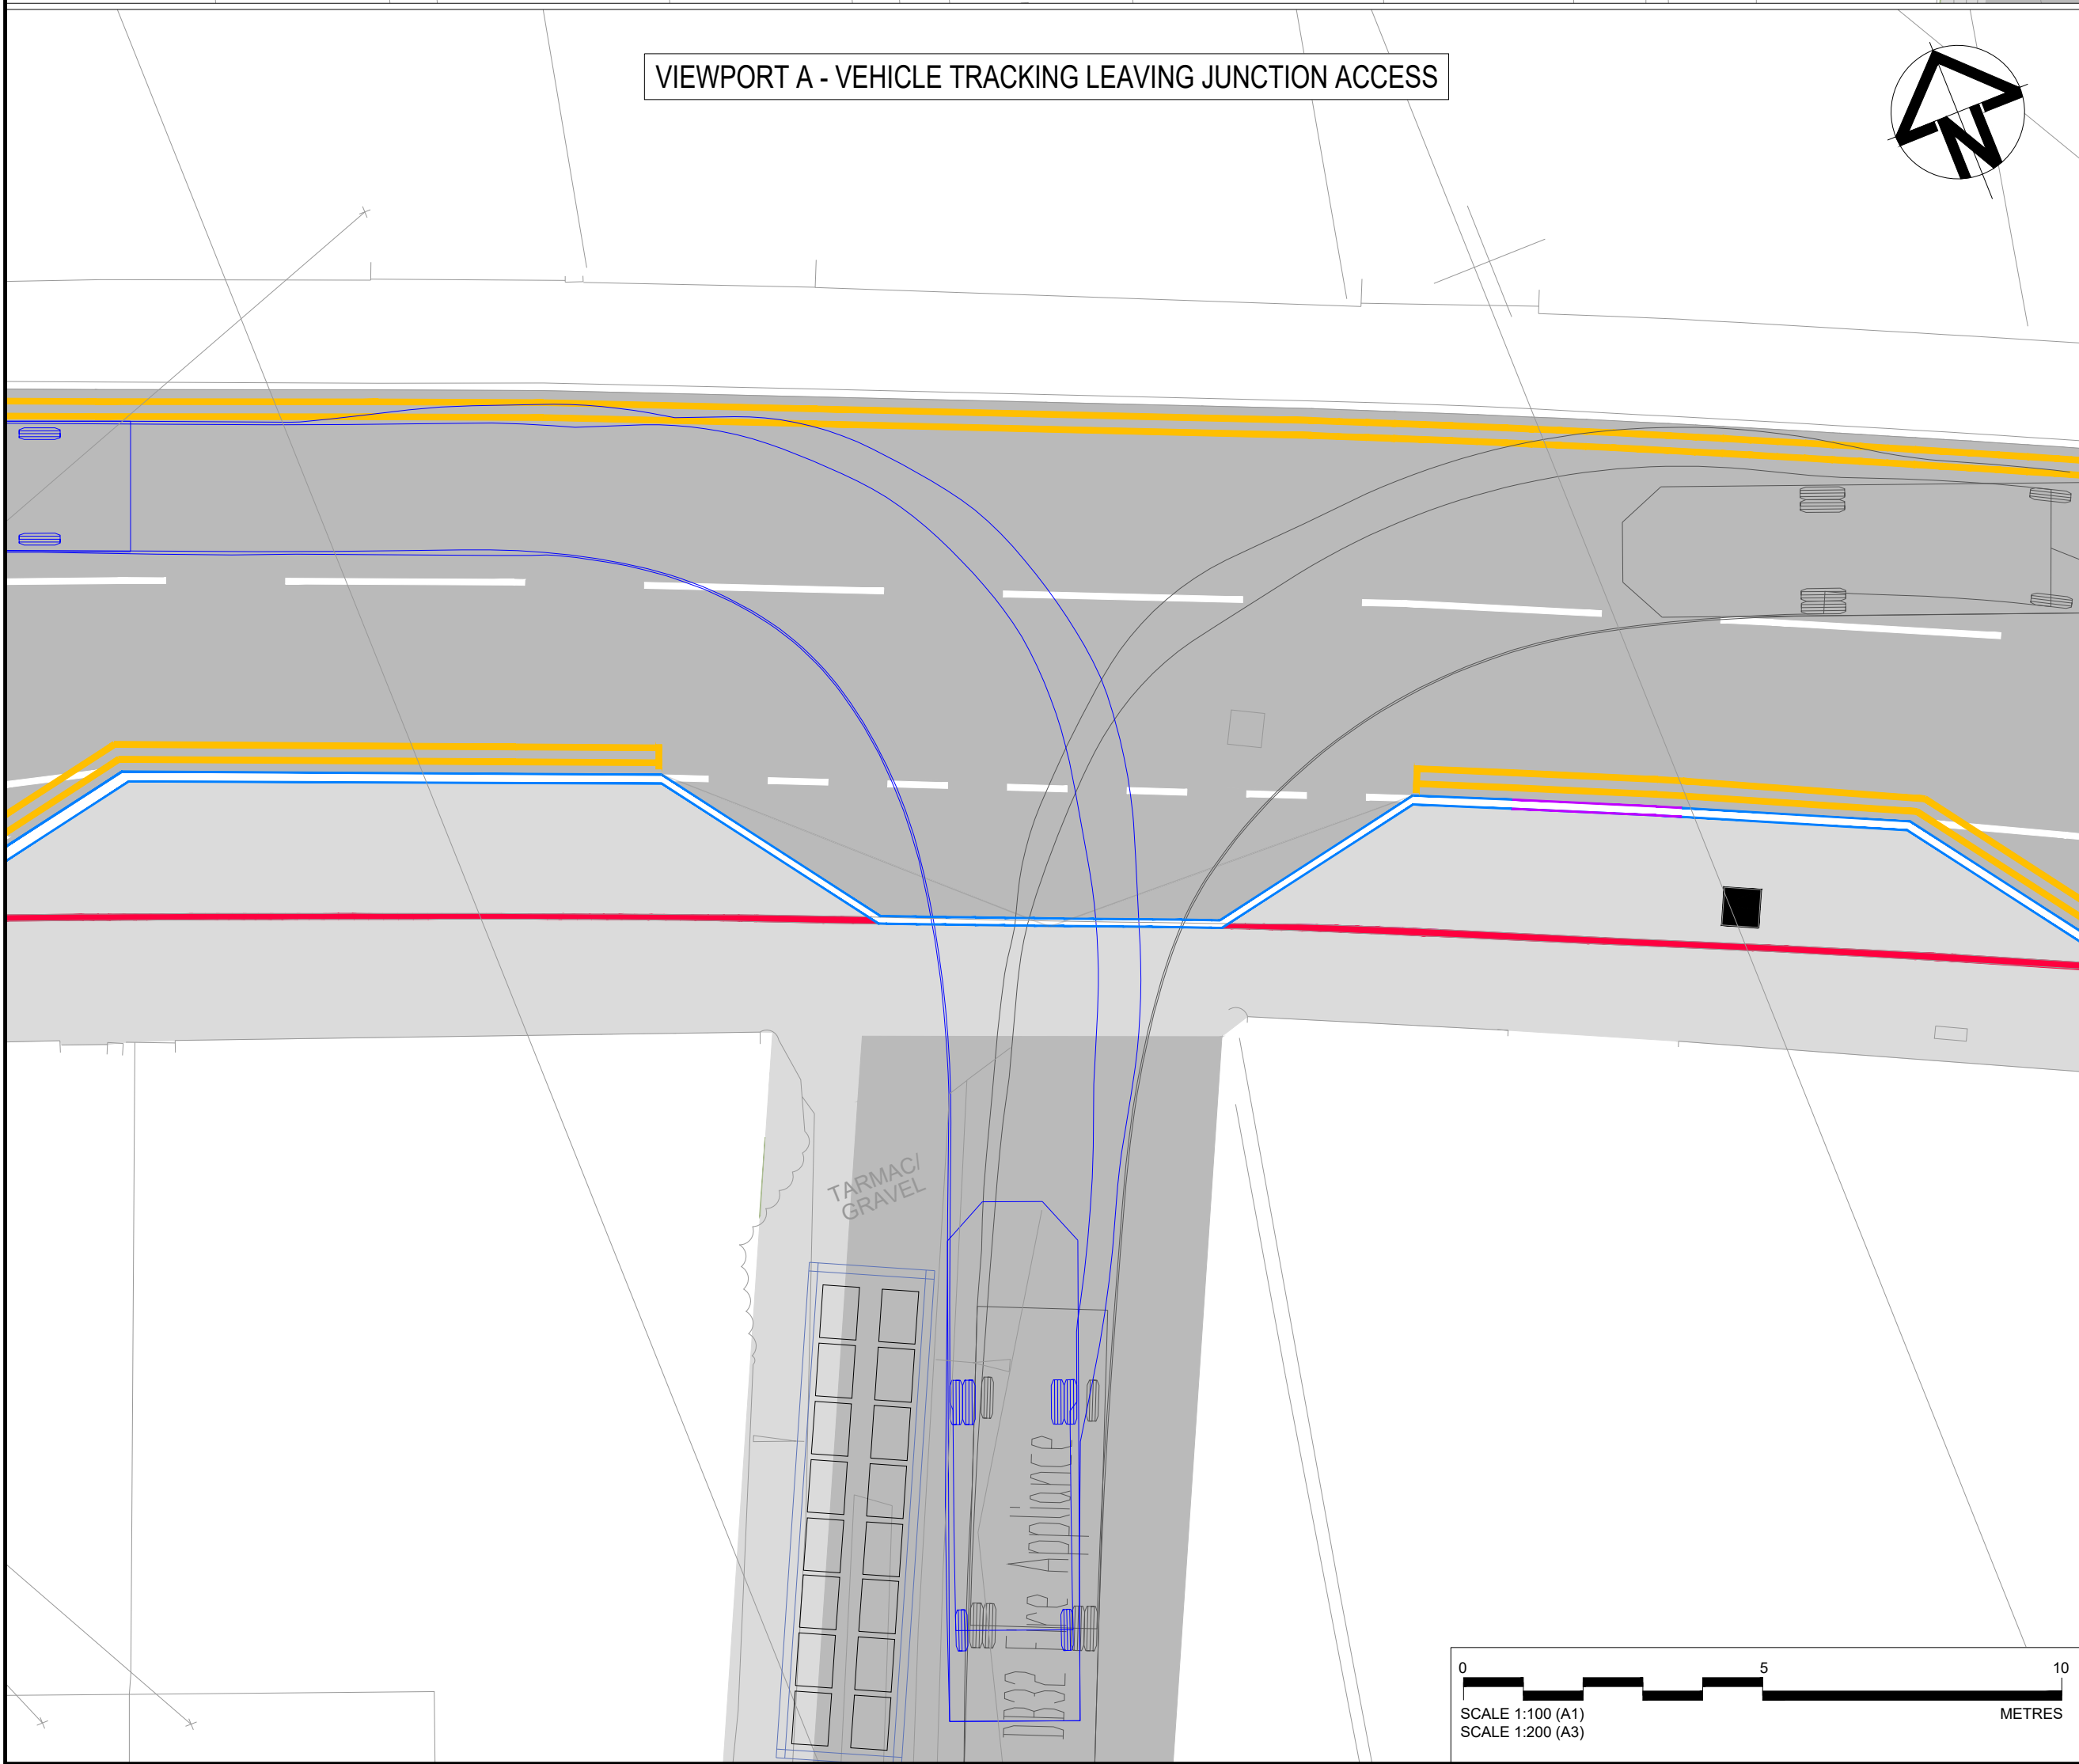 VIEWPORT A - VEHICLE TRACKING LEAVING JUNCTION ACCESS
N
TARMAC/
GRAVEL
DB32 Fire Appliance
0 5 10
SCALE 1:100 (A1) METRES
SCALE 1:200 (A3)